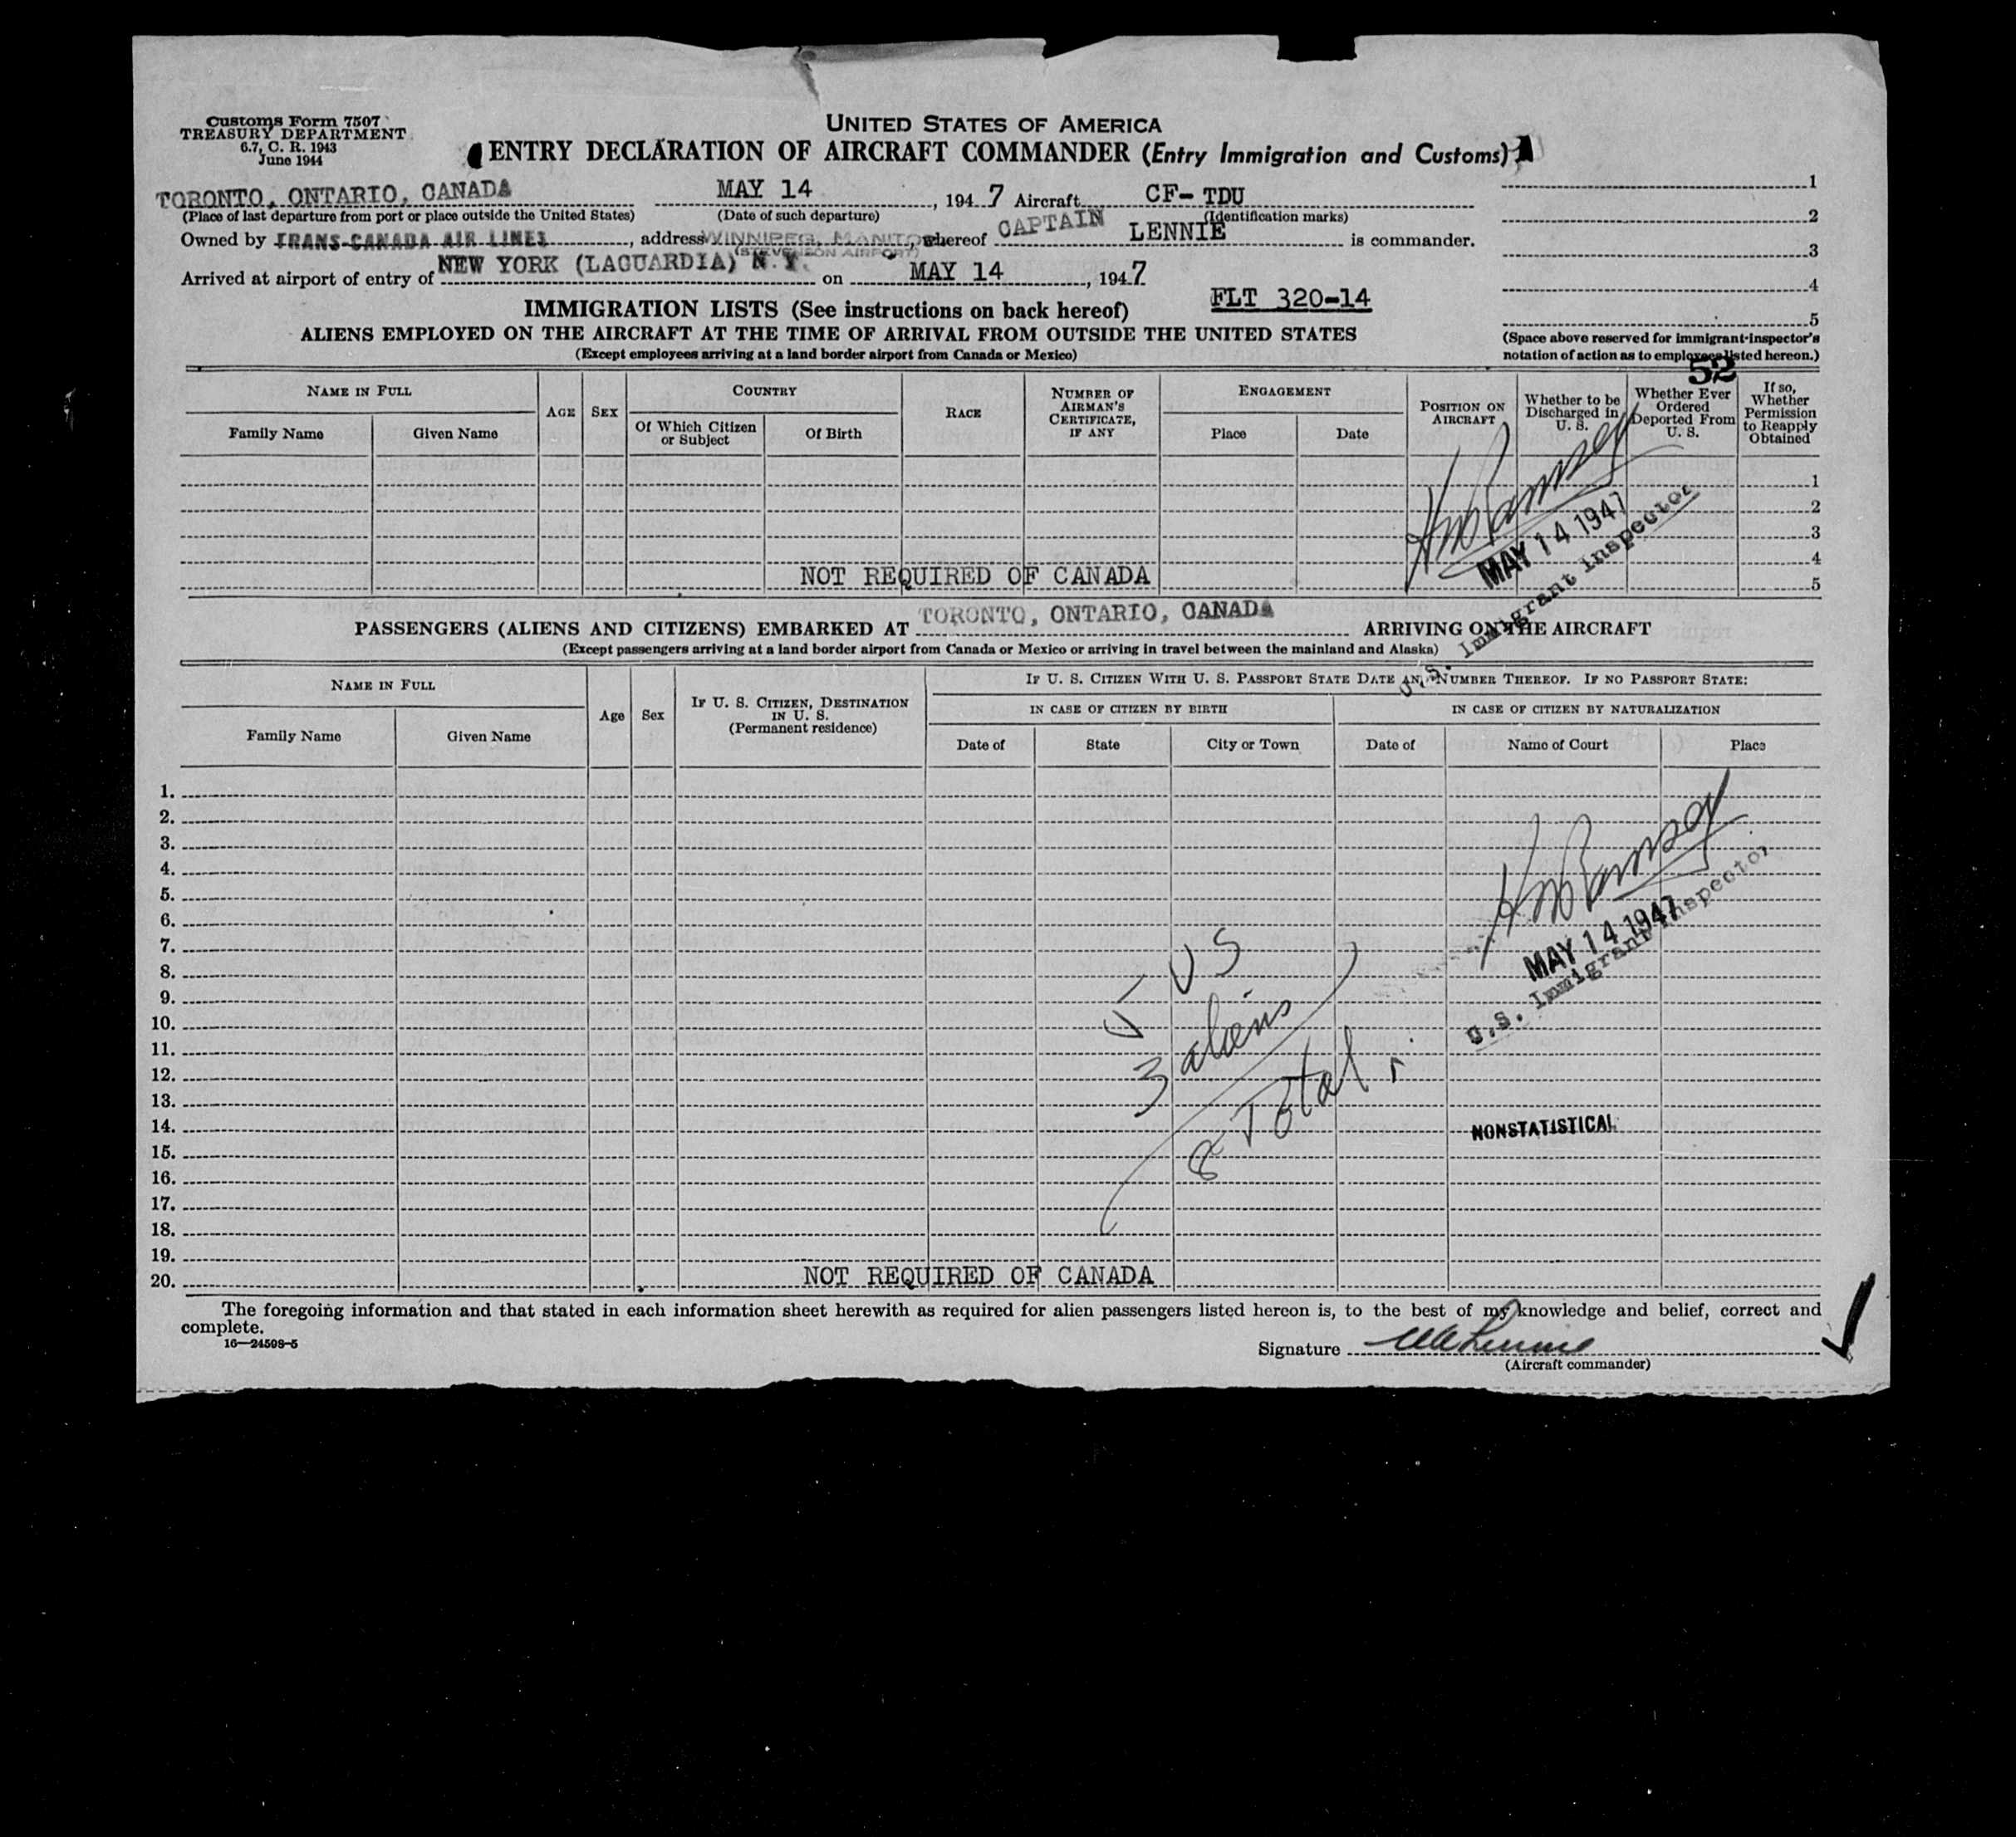 Customs Form 7507
TREASURY DEPARTMENT
6.7, C. R. 1943
June 1944
UNITED STATES OF AMERICA
ENTRY DECLARATION OF AIRCRAFT COMMANDER (Entry Immigration and Customs)
TORONTO, ONTARIO, CANADA MAY 14, 1947 Aircraft CF- TDU
(Place of last departure from port or place outside the United States) (Date of such departure) (Identification marks)
Owned by TRANS-CANADA AIR LINES, address WINNIPEG, MANITO whereof CAPTAIN LENNIE is commander.
(STEVENSON AIRPORT)
Arrived at airport of entry of NEW YORK (LAGUARDIA) N.Y. on MAY 14, 1947
1
2
3
4
5
(Space above reserved for immigrant-inspector's
notation of action as to employees listed hereon.)
IMMIGRATION LISTS (See instructions on back hereof) FLT 320-14
ALIENS EMPLOYED ON THE AIRCRAFT AT THE TIME OF ARRIVAL FROM OUTSIDE THE UNITED STATES
(Except employees arriving at a land border airport from Canada or Mexico)
52
NAME IN FULL
Family Name
Given Name
AGE
SEX
COUNTRY
Of Which Citizen
or Subject
Of Birth
RACE
NUMBER OF
AIRMAN'S
CERTIFICATE,
IF ANY
ENGAGEMENT
Place
Date
POSITION ON
AIRCRAFT
Whether to be
Discharged in
U. S.
Whether Ever
Ordered
Deported From
U. S.
If so,
Whether
Permission
to Reapply
Obtained
1
2
3
4
5
MAY 14 1947
U.S. Immigrant Inspector
NOT REQUIRED OF CANADA
PASSENGERS (ALIENS AND CITIZENS) EMBARKED AT TORONTO, ONTARIO, CANADA ARRIVING ON THE AIRCRAFT
(Except passengers arriving at a land border airport from Canada or Mexico or arriving in travel between the mainland and Alaska)
NAME IN FULL
Family Name
Given Name
Age
Sex
IF U. S. CITIZEN, DESTINATION
IN U. S.
(Permanent residence)
IF U. S. CITIZEN WITH U. S. PASSPORT STATE DATE AND NUMBER THEREOF. IF NO PASSPORT STATE:
IN CASE OF CITIZEN BY BIRTH
IN CASE OF CITIZEN BY NATURALIZATION
Date of
State
City or Town
Date of
Name of Court
Place
1.
2.
3.
4.
5.
6.
7.
8.
9.
10.
11.
12.
13.
14.
15.
16.
17.
18.
19.
20.
MAY 14 1947
U.S. Immigrant Inspector
5 US
3 aliens
8 Total
NONSTATISTICAL
NOT REQUIRED OF CANADA
The foregoing information and that stated in each information sheet herewith as required for alien passengers listed hereon is, to the best of my knowledge and belief, correct and
complete.
16—24598-5
Signature
(Aircraft commander)